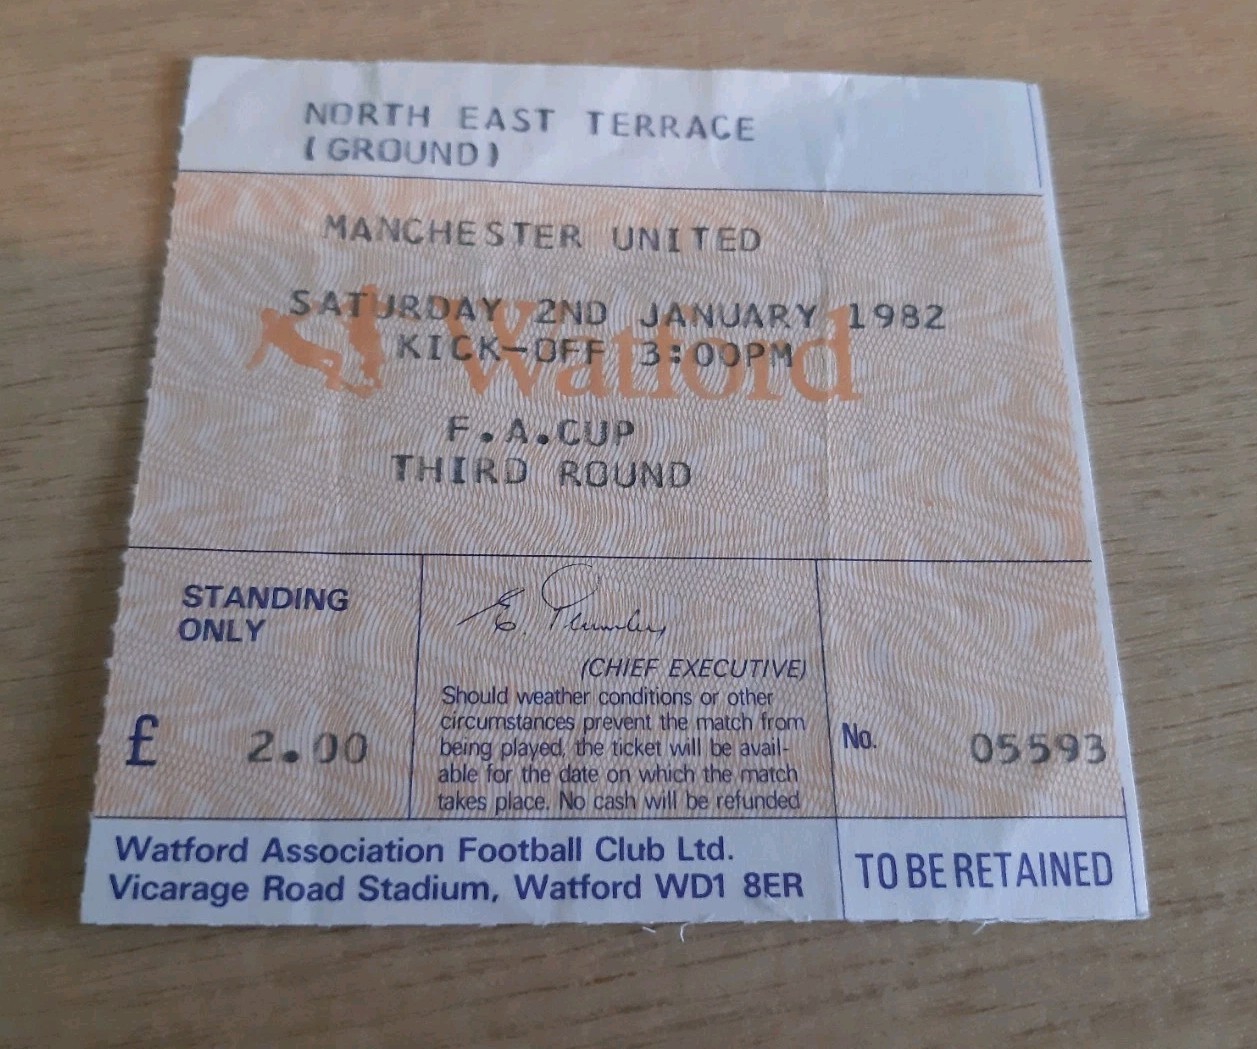 NORTH EAST TERRACE
(GROUND)
MANCHESTER UNITED
Watford
SATURDAY 2ND JANUARY 1982
KICK-OFF 3:00PM
F.A.CUP
THIRD ROUND
STANDING
ONLY
£ 2.00
E. Plumley
(CHIEF EXECUTIVE)
Should weather conditions or other
circumstances prevent the match from
being played, the ticket will be avail-
able for the date on which the match
takes place. No cash will be refunded
No. 05593
Watford Association Football Club Ltd.
Vicarage Road Stadium, Watford WD1 8ER
TO BE RETAINED